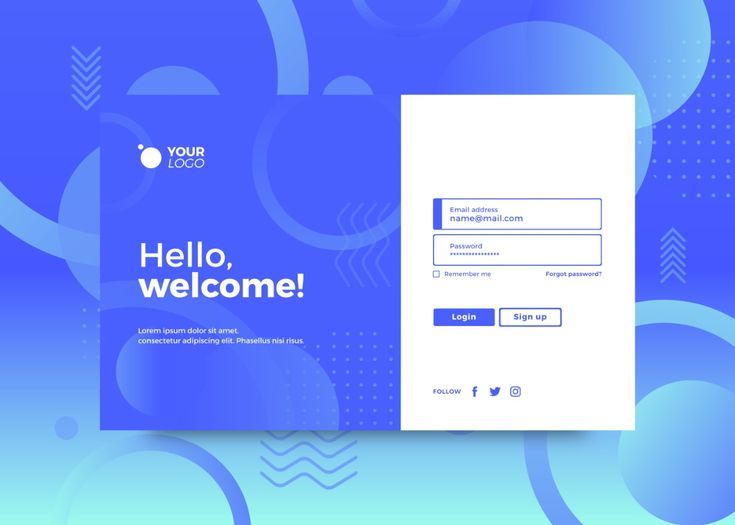 YOUR
LOGO
Hello,
welcome!
Lorem ipsum dolor sit amet,
consectetur adipiscing elit. Phasellus nisi risus.
Email address
name@mail.com
Password
****************
Remember me Forgot password?
Login Sign up
FOLLOW